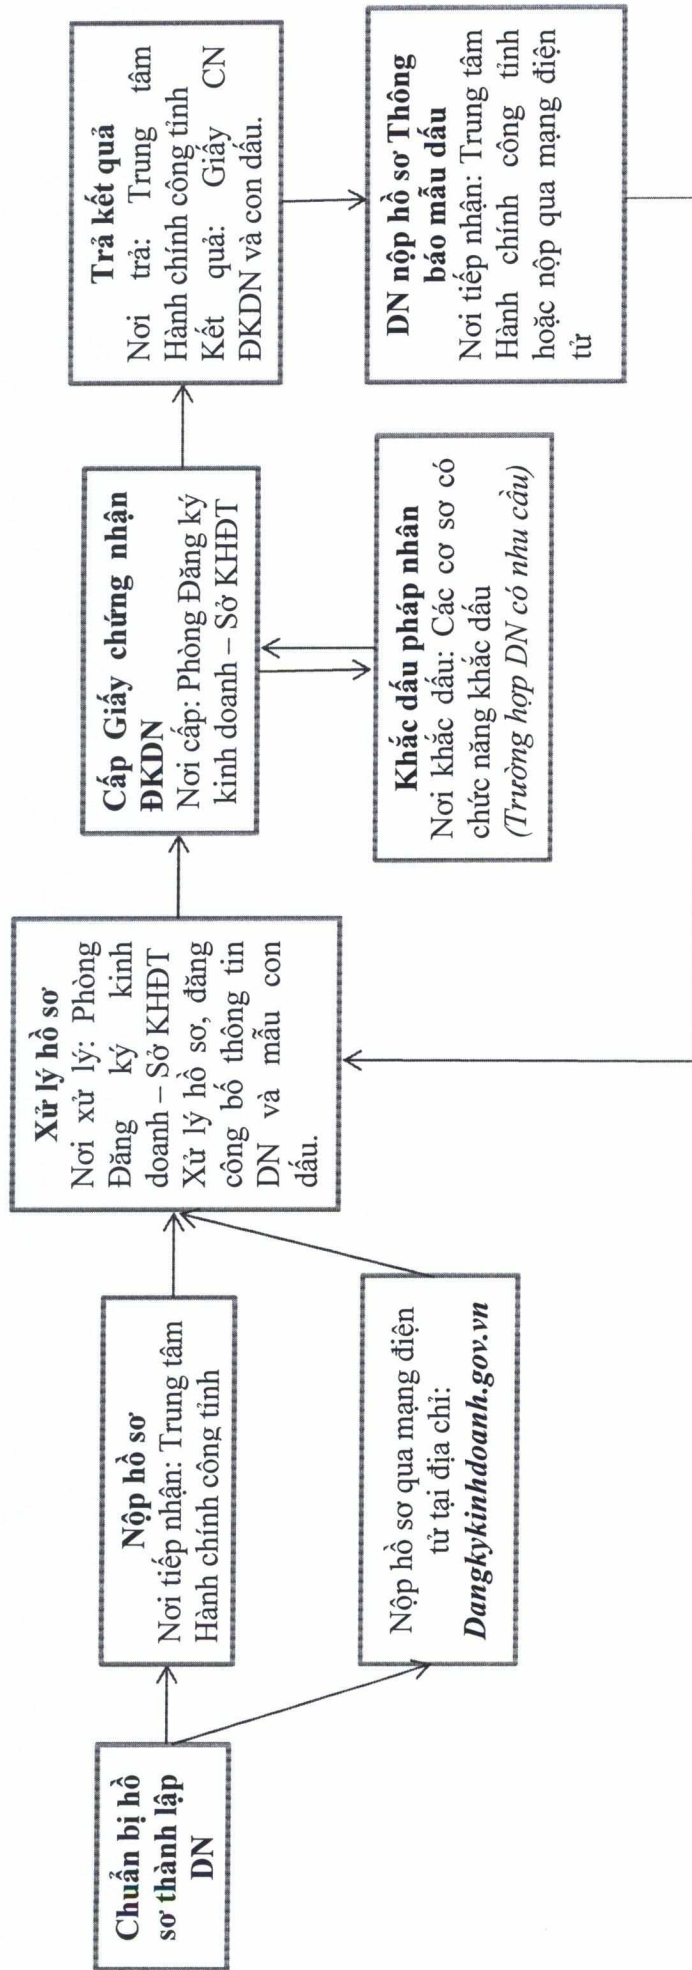 Chuẩn bị hồ
sơ thành lập
DN
Nộp hồ sơ
Nơi tiếp nhận: Trung tâm
Hành chính công tỉnh
Nộp hồ sơ qua mạng điện
tử tại địa chỉ:
Dangkykinhdoanh.gov.vn
Xử lý hồ sơ
Nơi xử lý: Phòng
Đăng ký kinh
doanh – Sở KHĐT
Xử lý hồ sơ, đăng
công bố thông tin
DN và mẫu con
dấu.
Cấp Giấy chứng nhận
ĐKDN
Nơi cấp: Phòng Đăng ký
kinh doanh – Sở KHĐT
Khắc dấu pháp nhân
Nơi khắc dấu: Các cơ sơ có
chức năng khắc dấu
(Trường hợp DN có nhu cầu)
Trả kết quả
Nơi trả: Trung tâm
Hành chính công tỉnh
Kết quả: Giấy CN
ĐKDN và con dấu.
DN nộp hồ sơ Thông
báo mẫu dấu
Nơi tiếp nhận: Trung tâm
Hành chính công tỉnh
hoặc nộp qua mạng điện
tử